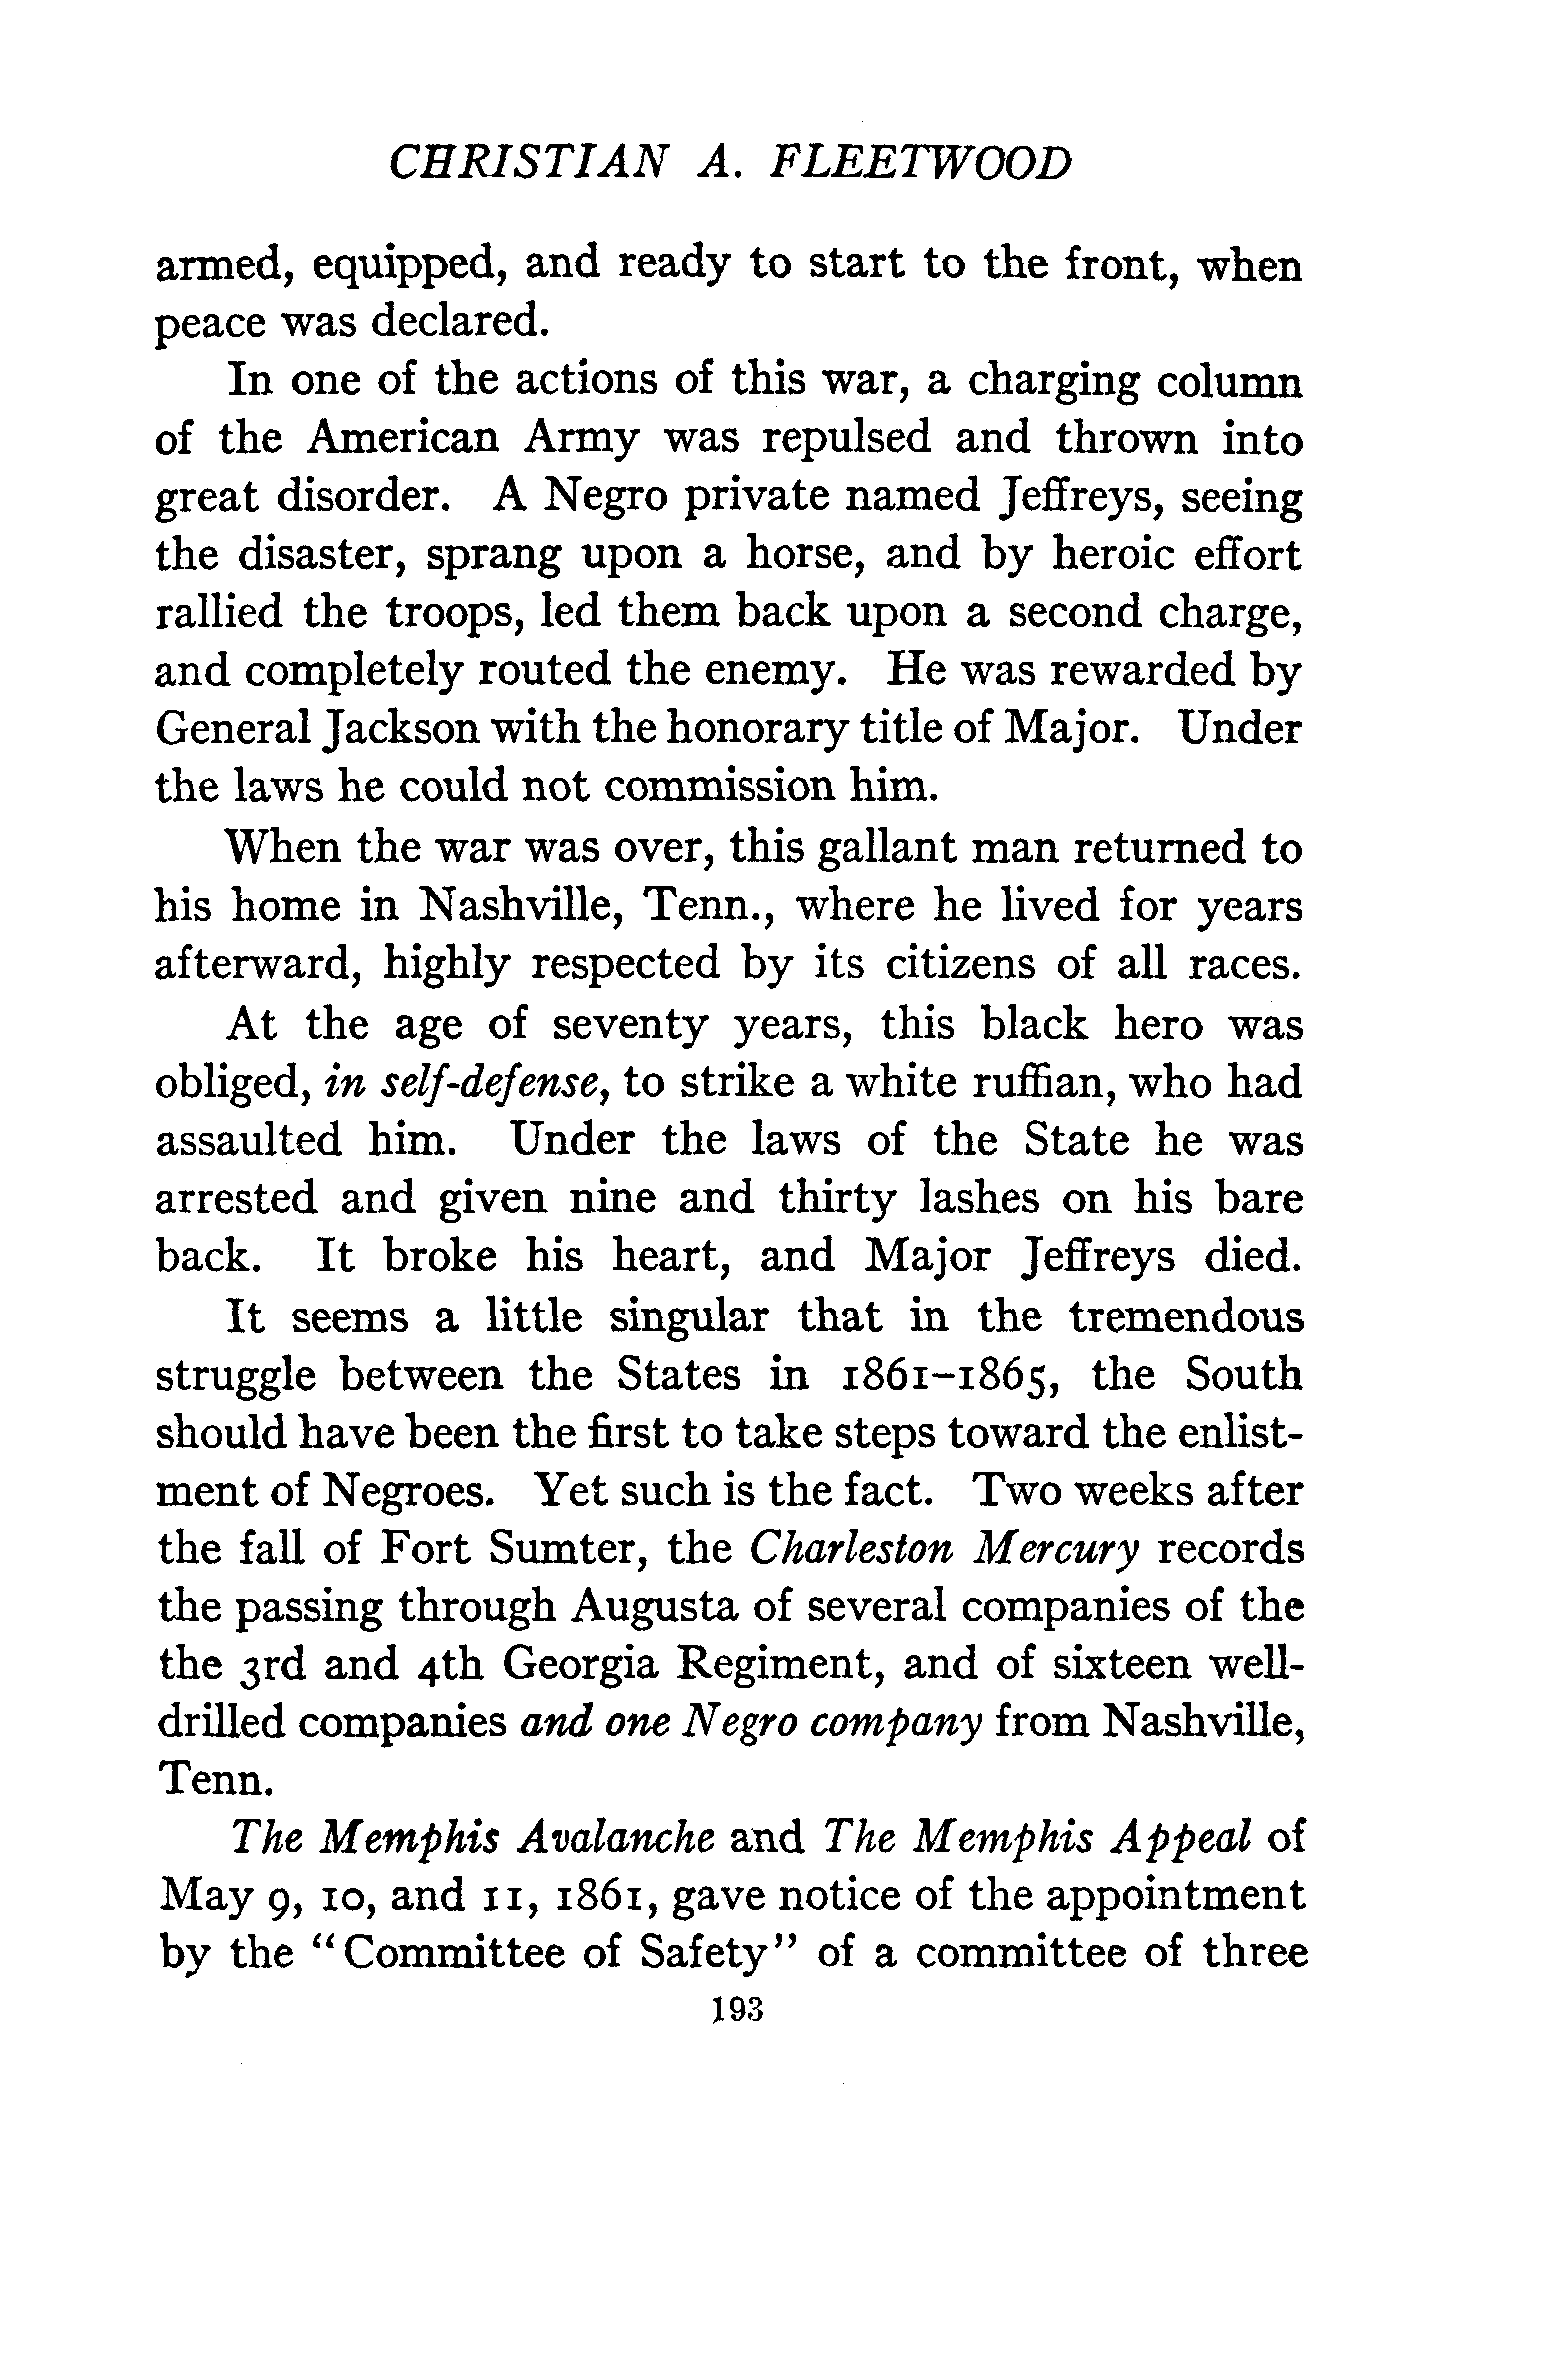 CHRISTIAN A. FLEETWOOD
armed, equipped, and ready to start to the front, when
peace was declared.
In one of the actions of this war, a charging column
of the American Army was repulsed and thrown into
great disorder. A Negro private named Jeffreys, seeing
the disaster, sprang upon a horse, and by heroic effort
rallied the troops, led them back upon a second charge,
and completely routed the enemy. He was rewarded by
General Jackson with the honorary title of Major. Under
the laws he could not commission him.
When the war was over, this gallant man returned to
his home in Nashville, Tenn., where he lived for years
afterward, highly respected by its citizens of all races.
At the age of seventy years, this black hero was
obliged, in self-defense, to strike a white ruffian, who had
assaulted him. Under the laws of the State he was
arrested and given nine and thirty lashes on his bare
back. It broke his heart, and Major Jeffreys died.
It seems a little singular that in the tremendous
struggle between the States in 1861–1865, the South
should have been the first to take steps toward the enlist-
ment of Negroes. Yet such is the fact. Two weeks after
the fall of Fort Sumter, the Charleston Mercury records
the passing through Augusta of several companies of the
the 3rd and 4th Georgia Regiment, and of sixteen well-
drilled companies and one Negro company from Nashville,
Tenn.
The Memphis Avalanche and The Memphis Appeal of
May 9, 10, and 11, 1861, gave notice of the appointment
by the "Committee of Safety" of a committee of three
193